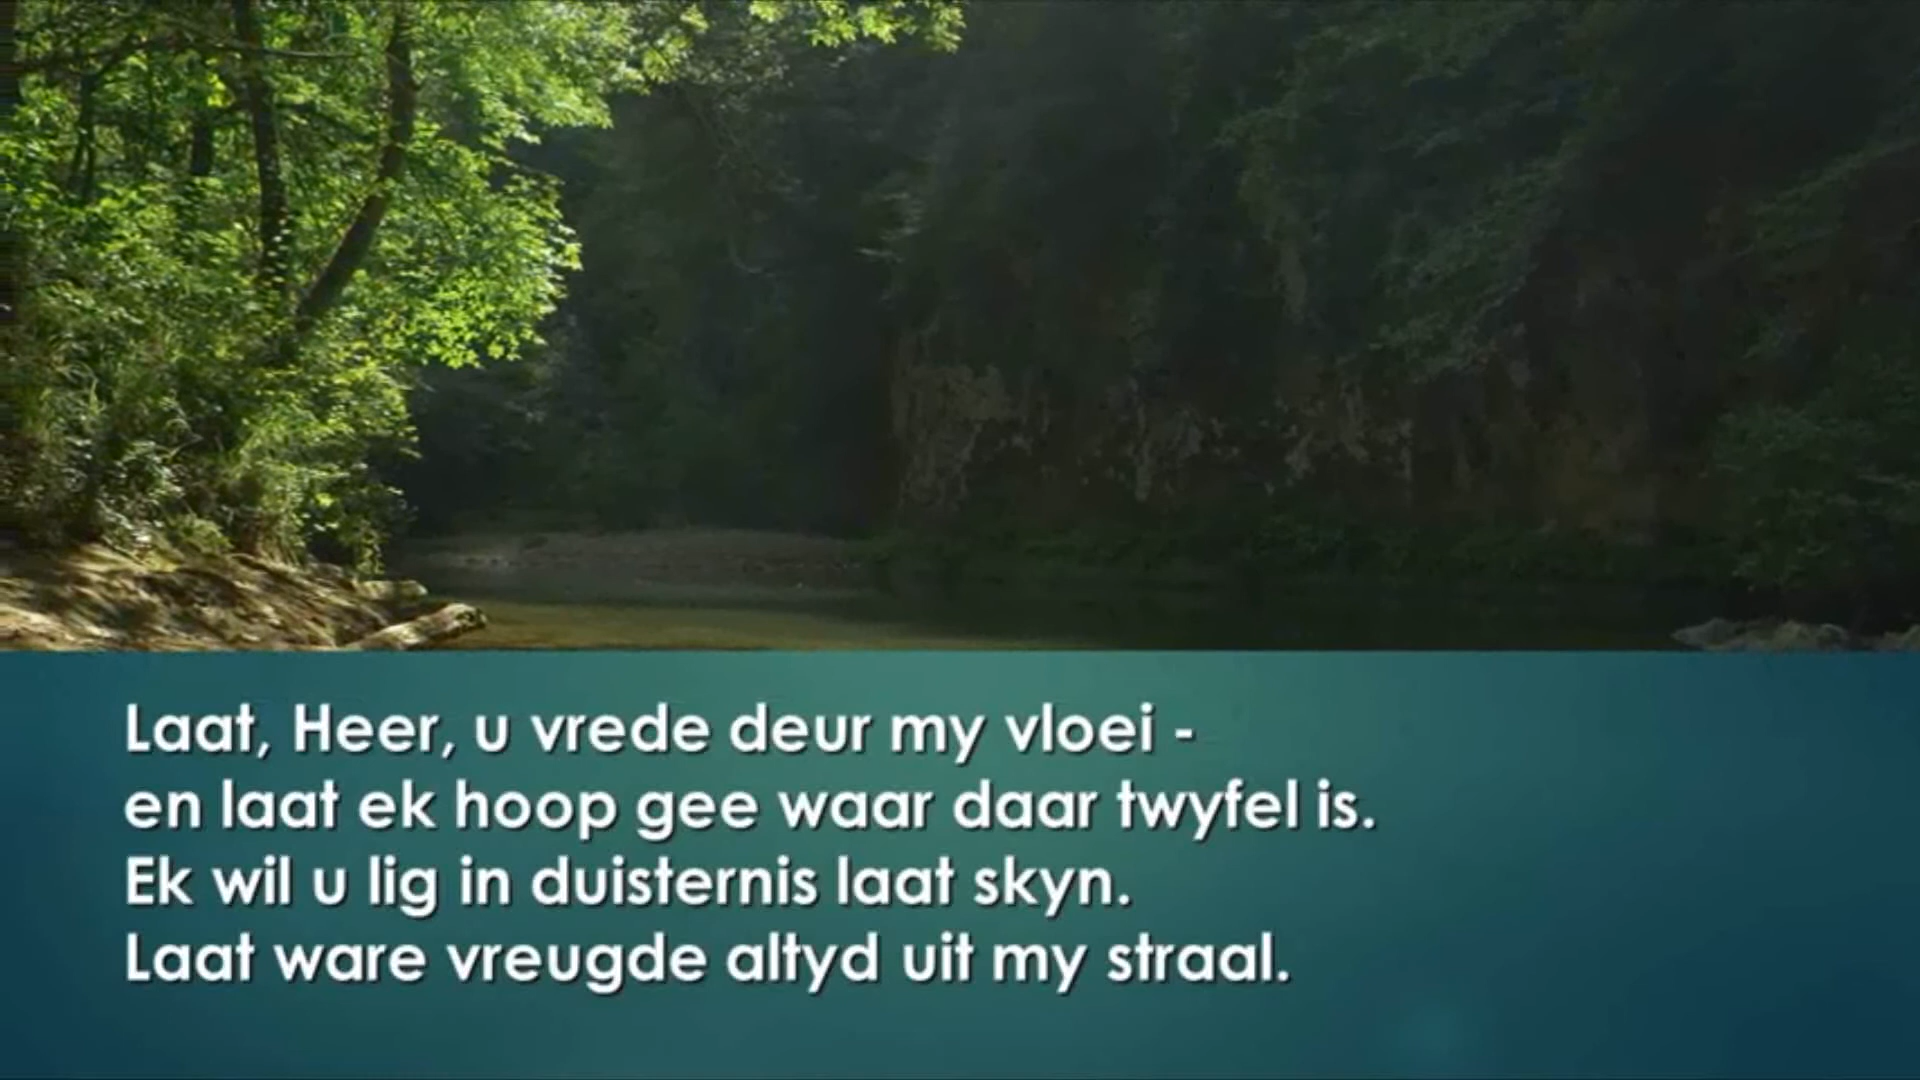 Laat, Heer, u vrede deur my vloei -
en laat ek hoop gee waar daar twyfel is.
Ek wil u lig in duisternis laat skyn.
Laat ware vreugde altyd uit my straal.